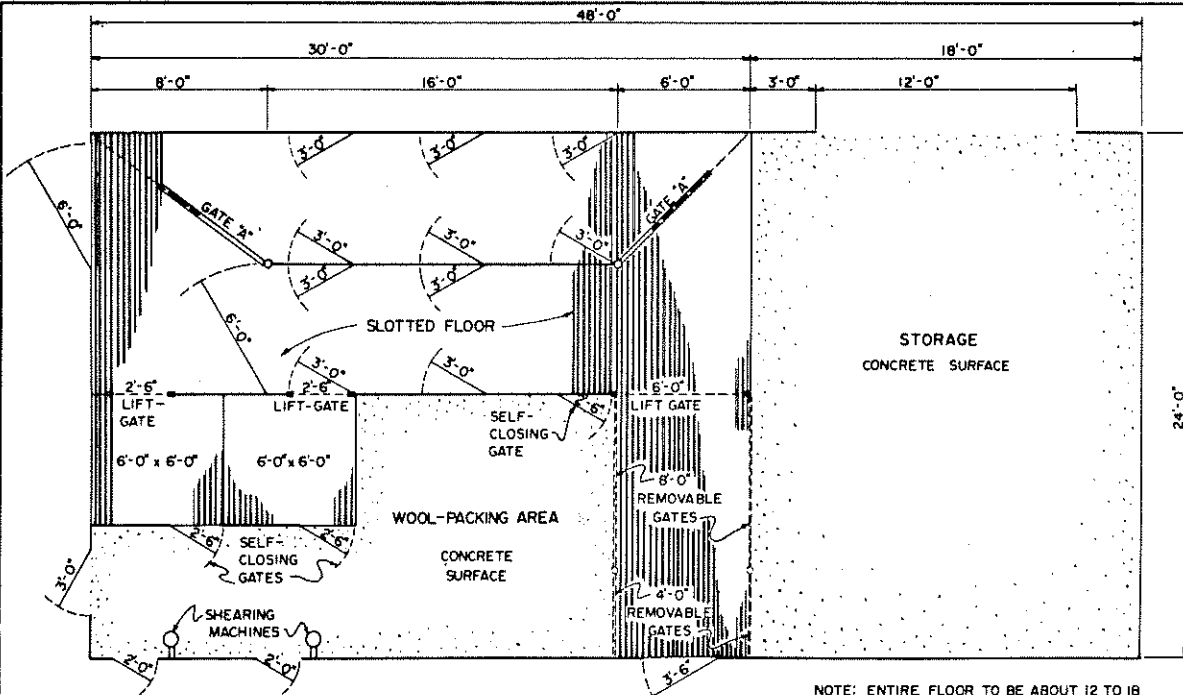 48'-0"
30'-0"
18'-0"
8'-0"
16'-0"
6'-0"
3'-0"
12'-0"
3'-0"
3'-0"
3'-0"
6'-0"
GATE "A"
GATE "A"
3'-0"
3'-0"
3'-0"
3'-0"
3'-0"
6'-0"
SLOTTED FLOOR
STORAGE
CONCRETE SURFACE
24'-0"
2'-6"
LIFT-
GATE
3'-0"
2'-6"
LIFT-GATE
3'-0"
2'-6"
6'-0"
LIFT GATE
SELF-
CLOSING
GATE
6'-0" x 6'-0"
6'-0" x 6'-0"
8'-0"
REMOVABLE
GATES
WOOL-PACKING AREA
CONCRETE
SURFACE
2'-6"
SELF-
CLOSING
GATES
2'-6"
3'-0"
4'-0"
REMOVABLE
GATES
SHEARING
MACHINES
2'-0"
2'-0"
3'-6"
NOTE: ENTIRE FLOOR TO BE ABOUT 12 TO 18